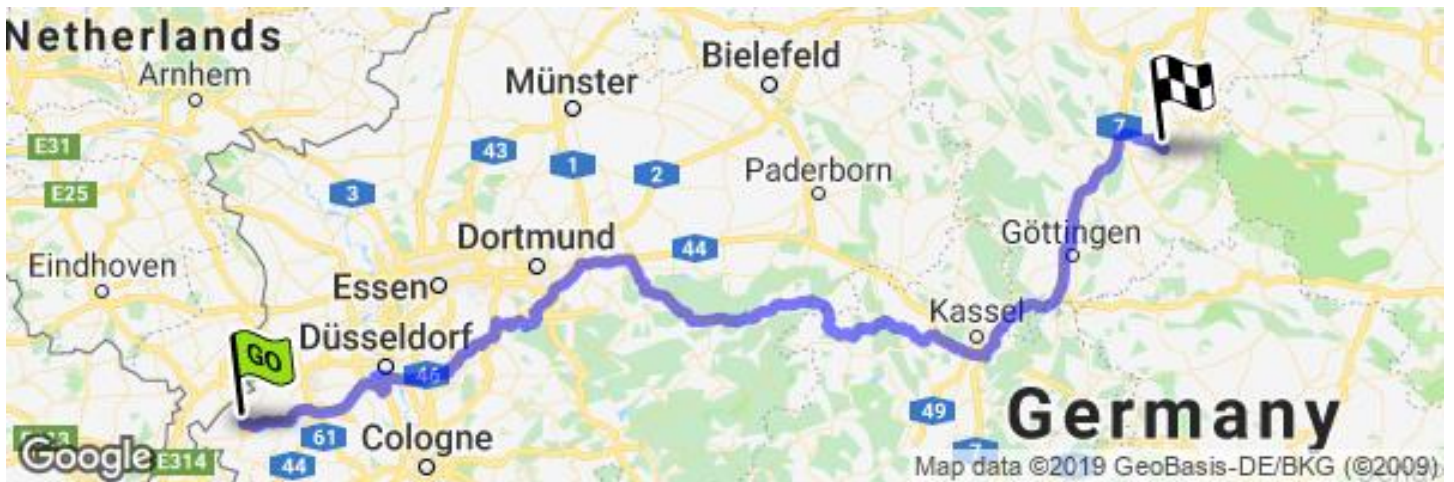 Netherlands
Arnhem
Bielefeld
Münster
7
E31
43
1
2
Paderborn
3
E25
Dortmund
44
Göttingen
Eindhoven
Essen
Kassel
Düsseldorf
GO
46
Germany
49
61
Cologne
Google
E314
44
7
Map data ©2019 GeoBasis-DE/BKG (©2009)